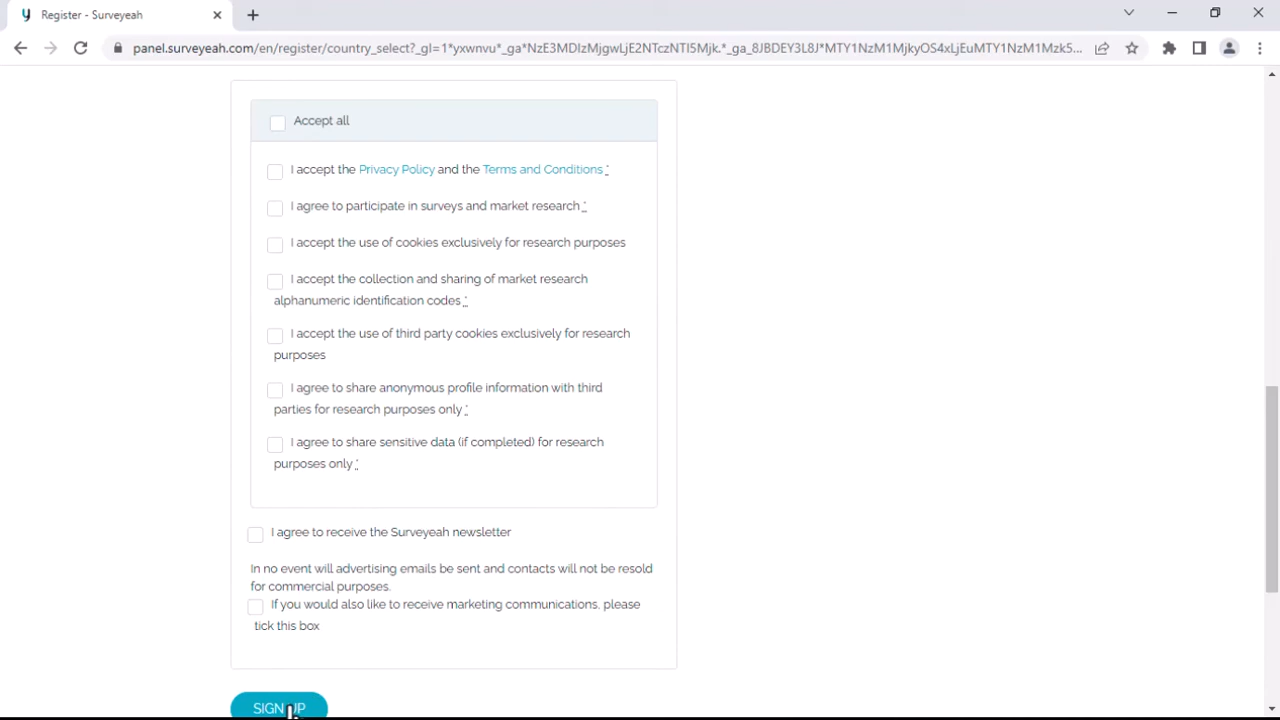 Register - Surveyeah
panel.surveyeah.com/en/register/country_select?_gl=1*yxwnvu*_ga*NzE3MDIzMjgwLjE2NTczNTI5Mjk.*_ga_8JBDEY3L8J*MTY1NzM1MjkyOS4xLjEuMTY1NzM1Mzk5...
Accept all
I accept the Privacy Policy and the Terms and Conditions *
I agree to participate in surveys and market research *
I accept the use of cookies exclusively for research purposes
I accept the collection and sharing of market research
alphanumeric identification codes *
I accept the use of third party cookies exclusively for research
purposes
I agree to share anonymous profile information with third
parties for research purposes only *
I agree to share sensitive data (if completed) for research
purposes only *
I agree to receive the Surveyeah newsletter
In no event will advertising emails be sent and contacts will not be resold
for commercial purposes.
If you would also like to receive marketing communications, please
tick this box
SIGN UP